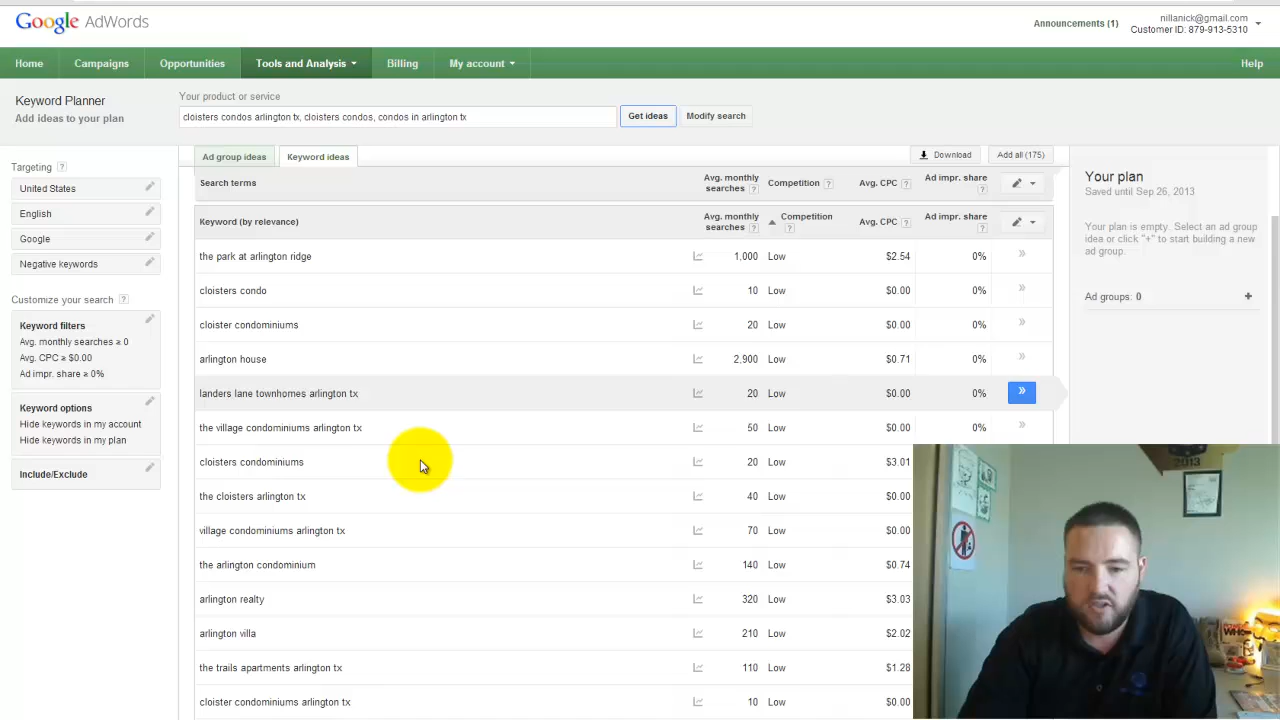 Google AdWords
Announcements (1)
nillanick@gmail.com
Customer ID: 879-913-5310
Home
Campaigns
Opportunities
Tools and Analysis
Billing
My account
Help
Keyword Planner
Add ideas to your plan
Your product or service
cloisters condos arlington tx, cloisters condos, condos in arlington tx
Get ideas
Modify search
Targeting ?
United States
English
Google
Negative keywords
Customize your search ?
Keyword filters
Avg. monthly searches ≥ 0
Avg. CPC ≥ $0.00
Ad impr. share ≥ 0%
Keyword options
Hide keywords in my account
Hide keywords in my plan
Include/Exclude
Ad group ideas
Keyword ideas
Download
Add all (175)
Search terms
Avg. monthly searches ?
Competition ?
Avg. CPC ?
Ad impr. share ?
Keyword (by relevance)
Avg. monthly searches ?
Competition ?
Avg. CPC ?
Ad impr. share ?
the park at arlington ridge 1,000 Low $2.54 0% »
cloisters condo 10 Low $0.00 0% »
cloister condominiums 20 Low $0.00 0% »
arlington house 2,900 Low $0.71 0% »
landers lane townhomes arlington tx 20 Low $0.00 0% »
the village condominiums arlington tx 50 Low $0.00 0% »
cloisters condominiums 20 Low $3.01
the cloisters arlington tx 40 Low $0.00
village condominiums arlington tx 70 Low $0.00
the arlington condominium 140 Low $0.74
arlington realty 320 Low $3.03
arlington villa 210 Low $2.02
the trails apartments arlington tx 110 Low $1.28
cloister condominiums arlington tx 10 Low $0.00
Your plan
Saved until Sep 26, 2013
Your plan is empty. Select an ad group
idea or click "+" to start building a new
ad group.
Ad groups: 0 +
2013